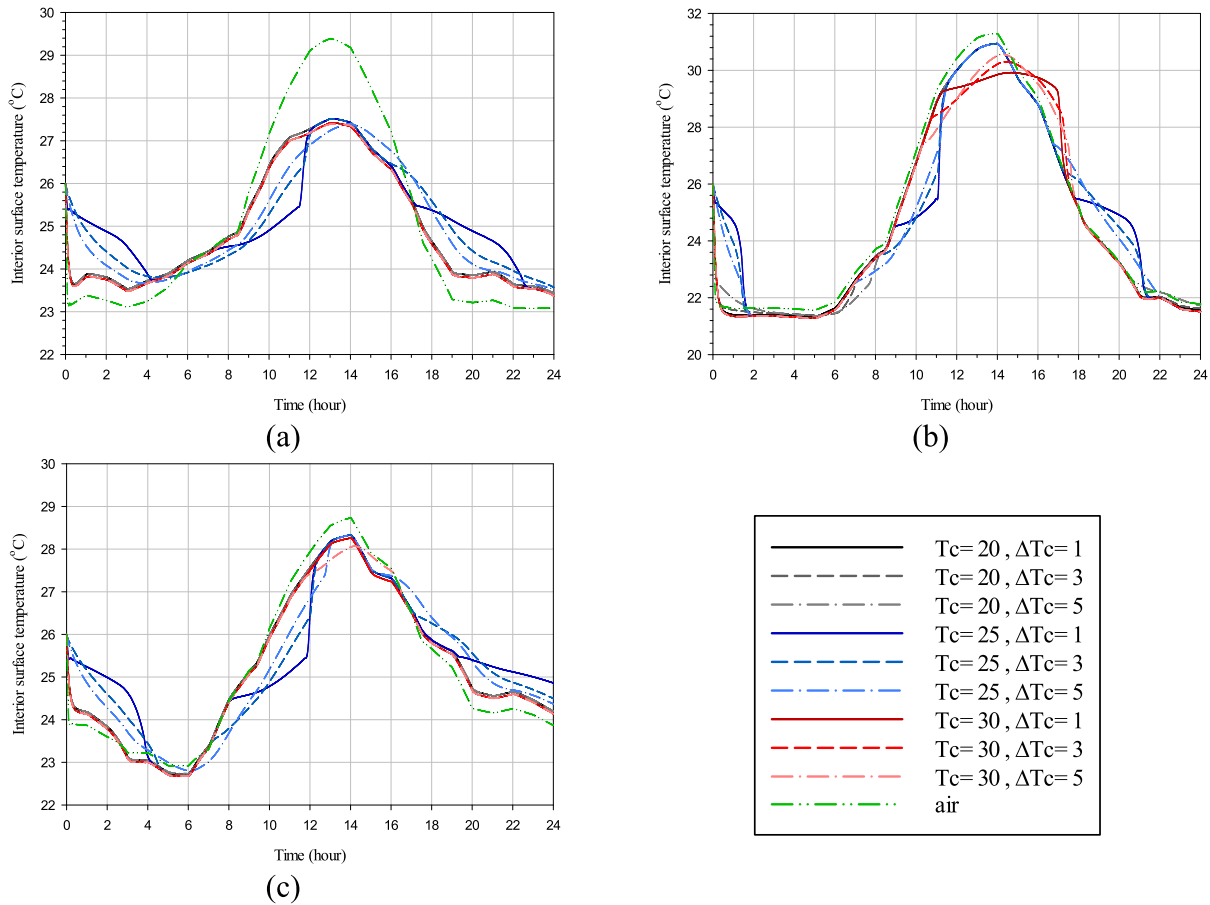 30
29
28
27
26
25
24
23
22
Interior surface temperature (°C)
0 2 4 6 8 10 12 14 16 18 20 22 24
Time (hour)
(a)
32
30
28
26
24
22
20
Interior surface temperature (°C)
0 2 4 6 8 10 12 14 16 18 20 22 24
Time (hour)
(b)
30
29
28
27
26
25
24
23
22
Interior surface temperature (°C)
0 2 4 6 8 10 12 14 16 18 20 22 24
Time (hour)
(c)
Tc= 20 , ΔTc= 1
Tc= 20 , ΔTc= 3
Tc= 20 , ΔTc= 5
Tc= 25 , ΔTc= 1
Tc= 25 , ΔTc= 3
Tc= 25 , ΔTc= 5
Tc= 30 , ΔTc= 1
Tc= 30 , ΔTc= 3
Tc= 30 , ΔTc= 5
air